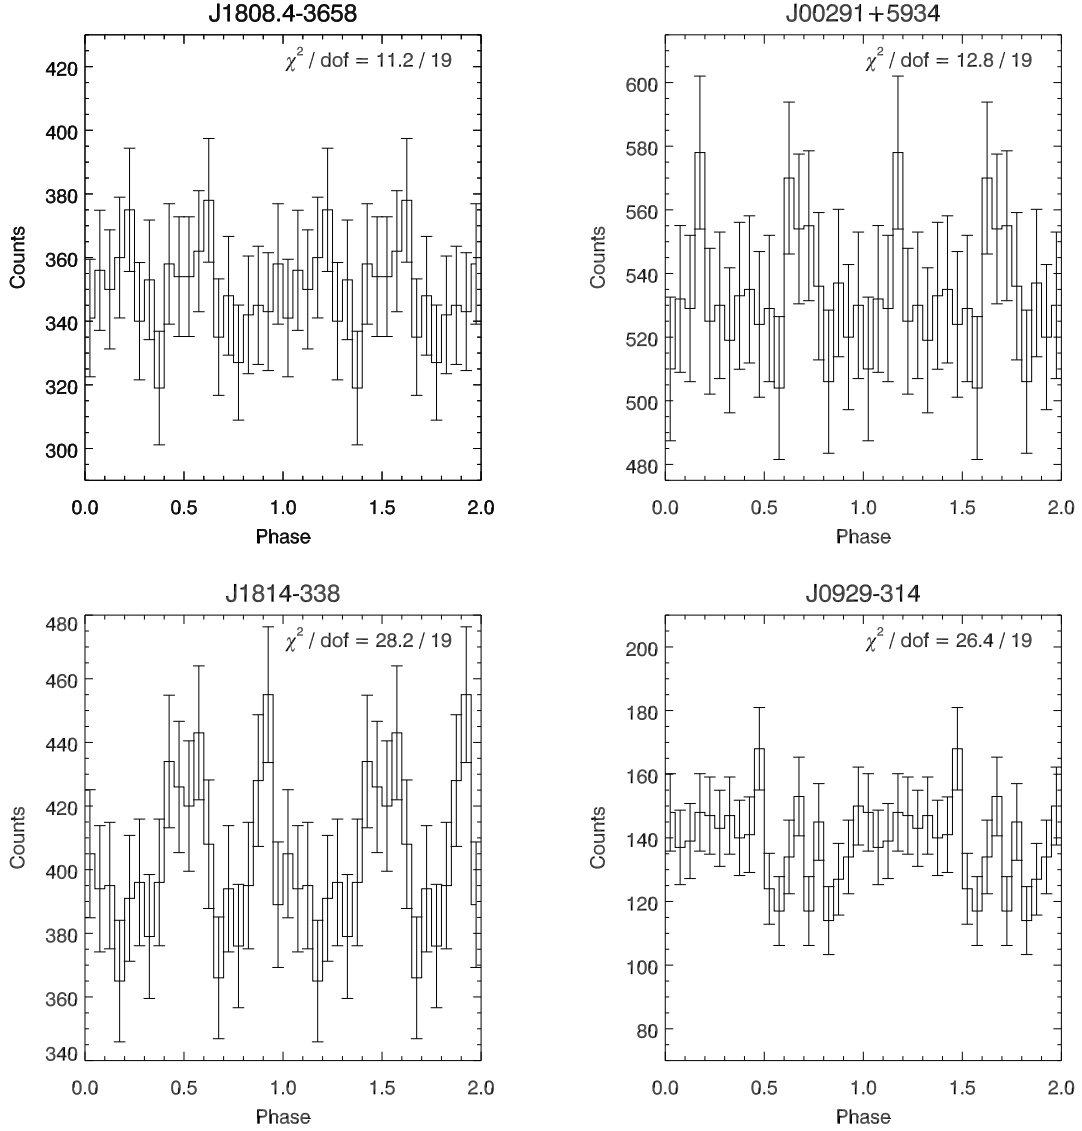 J1808.4-3658
χ² / dof = 11.2 / 19
420
400
380
360
340
320
300
Counts
0.0 0.5 1.0 1.5 2.0
Phase
J00291+5934
χ² / dof = 12.8 / 19
600
580
560
540
520
500
480
Counts
0.0 0.5 1.0 1.5 2.0
Phase
J1814-338
χ² / dof = 28.2 / 19
480
460
440
420
400
380
360
340
Counts
0.0 0.5 1.0 1.5 2.0
Phase
J0929-314
χ² / dof = 26.4 / 19
200
180
160
140
120
100
80
Counts
0.0 0.5 1.0 1.5 2.0
Phase